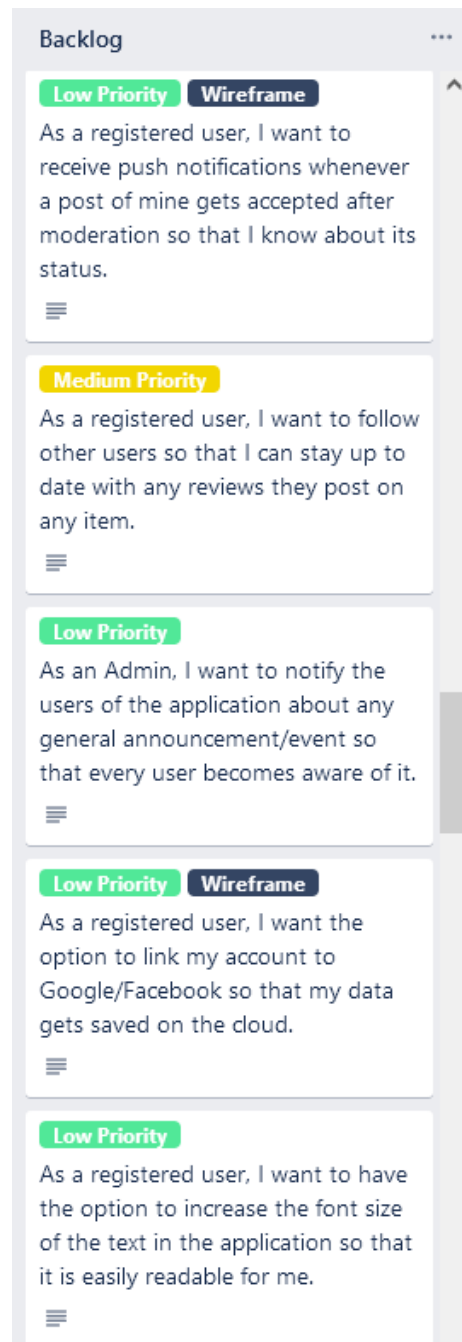 Backlog
Low Priority Wireframe
As a registered user, I want to
receive push notifications whenever
a post of mine gets accepted after
moderation so that I know about its
status.
Medium Priority
As a registered user, I want to follow
other users so that I can stay up to
date with any reviews they post on
any item.
Low Priority
As an Admin, I want to notify the
users of the application about any
general announcement/event so
that every user becomes aware of it.
Low Priority Wireframe
As a registered user, I want the
option to link my account to
Google/Facebook so that my data
gets saved on the cloud.
Low Priority
As a registered user, I want to have
the option to increase the font size
of the text in the application so that
it is easily readable for me.